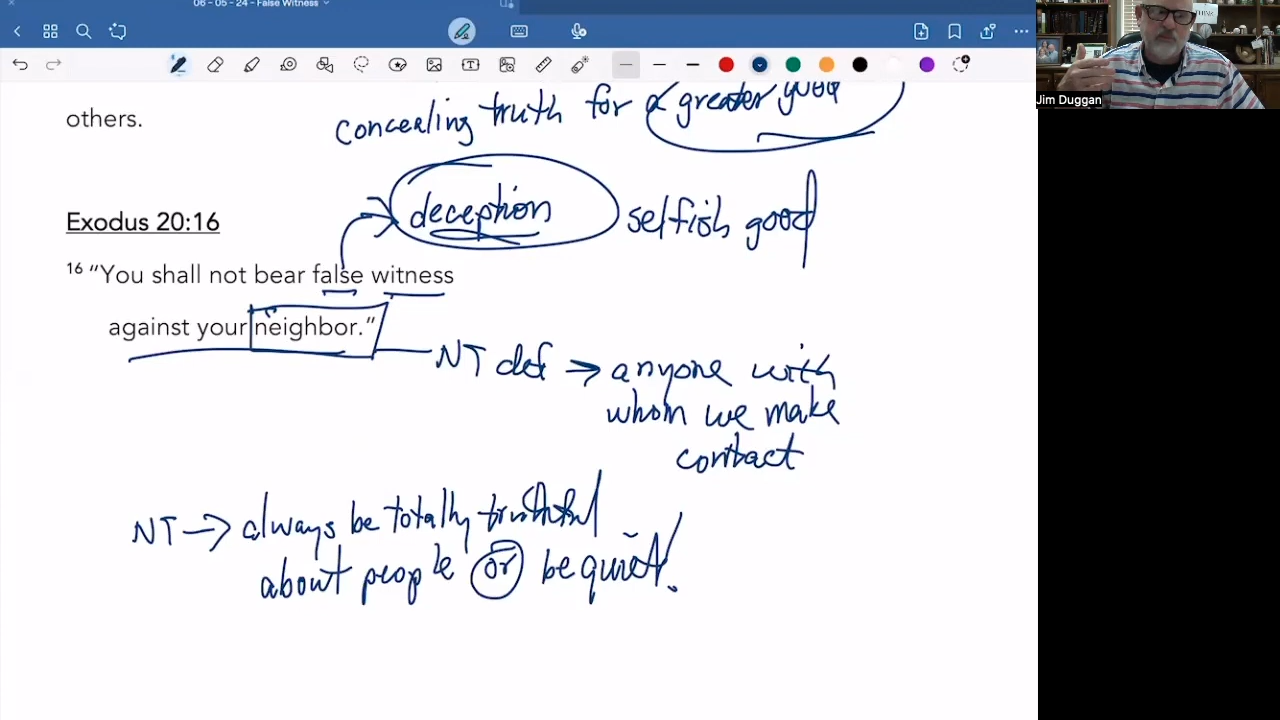 06 - 05 - 24 - False Witness
THINK
Jim Duggan
others.
concealing truth for a greater good
deception selfish good
Exodus 20:16
16 “You shall not bear false witness
against your neighbor.”
NT def → anyone with
whom we make
contact
NT → always be totally truthful
about people or be quiet!